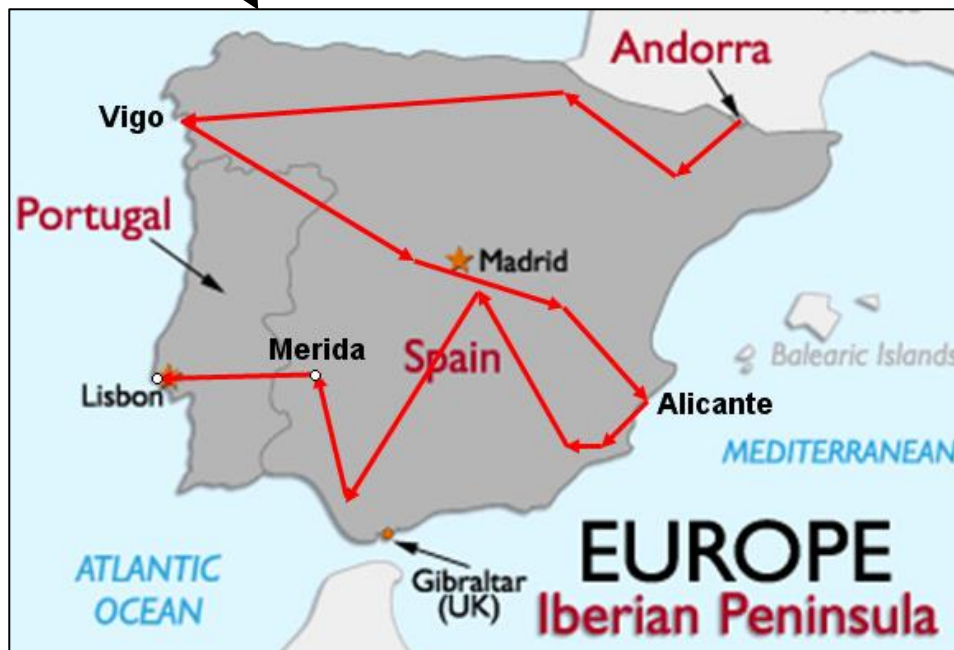 Andorra
Vigo
Portugal
Madrid
Merida
Spain
Balearic Islands
Lisbon
Alicante
MEDITERRANEAN
EUROPE
Iberian Peninsula
ATLANTIC
OCEAN
Gibraltar
(UK)